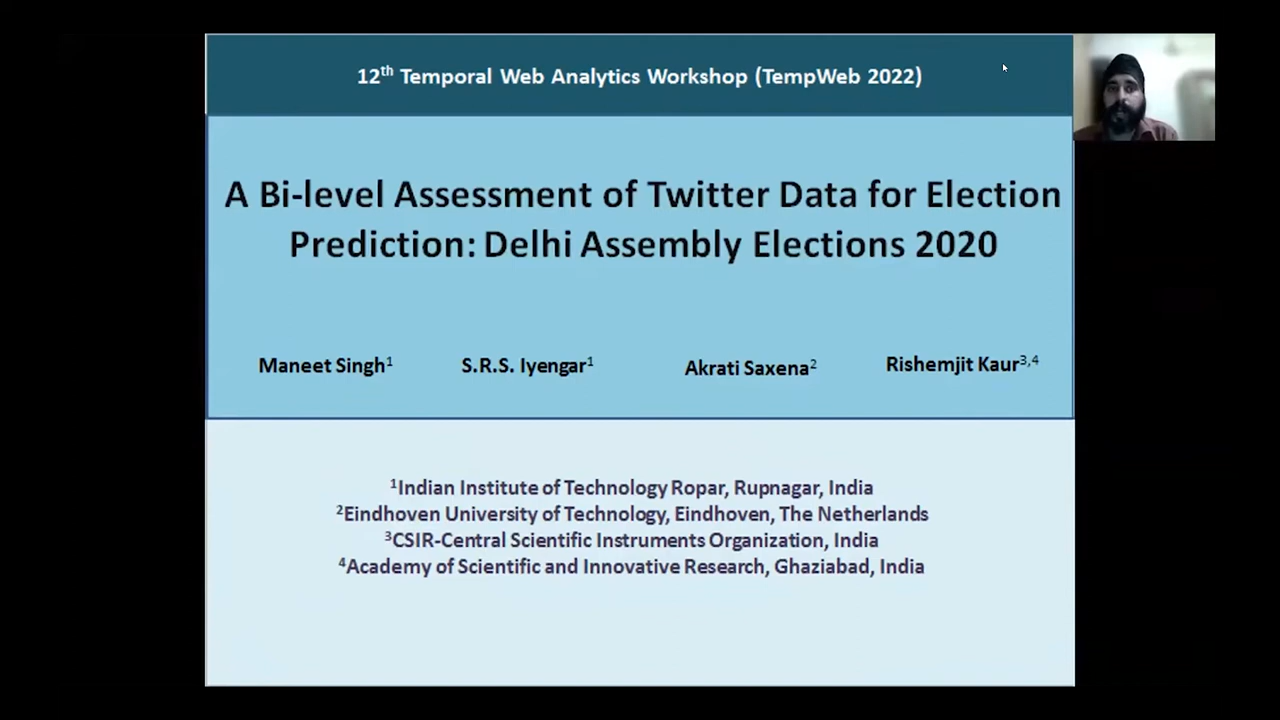 12th Temporal Web Analytics Workshop (TempWeb 2022)
A Bi-level Assessment of Twitter Data for Election
Prediction: Delhi Assembly Elections 2020
Maneet Singh1 S.R.S. Iyengar1 Akrati Saxena2 Rishemjit Kaur3,4
1Indian Institute of Technology Ropar, Rupnagar, India
2Eindhoven University of Technology, Eindhoven, The Netherlands
3CSIR-Central Scientific Instruments Organization, India
4Academy of Scientific and Innovative Research, Ghaziabad, India